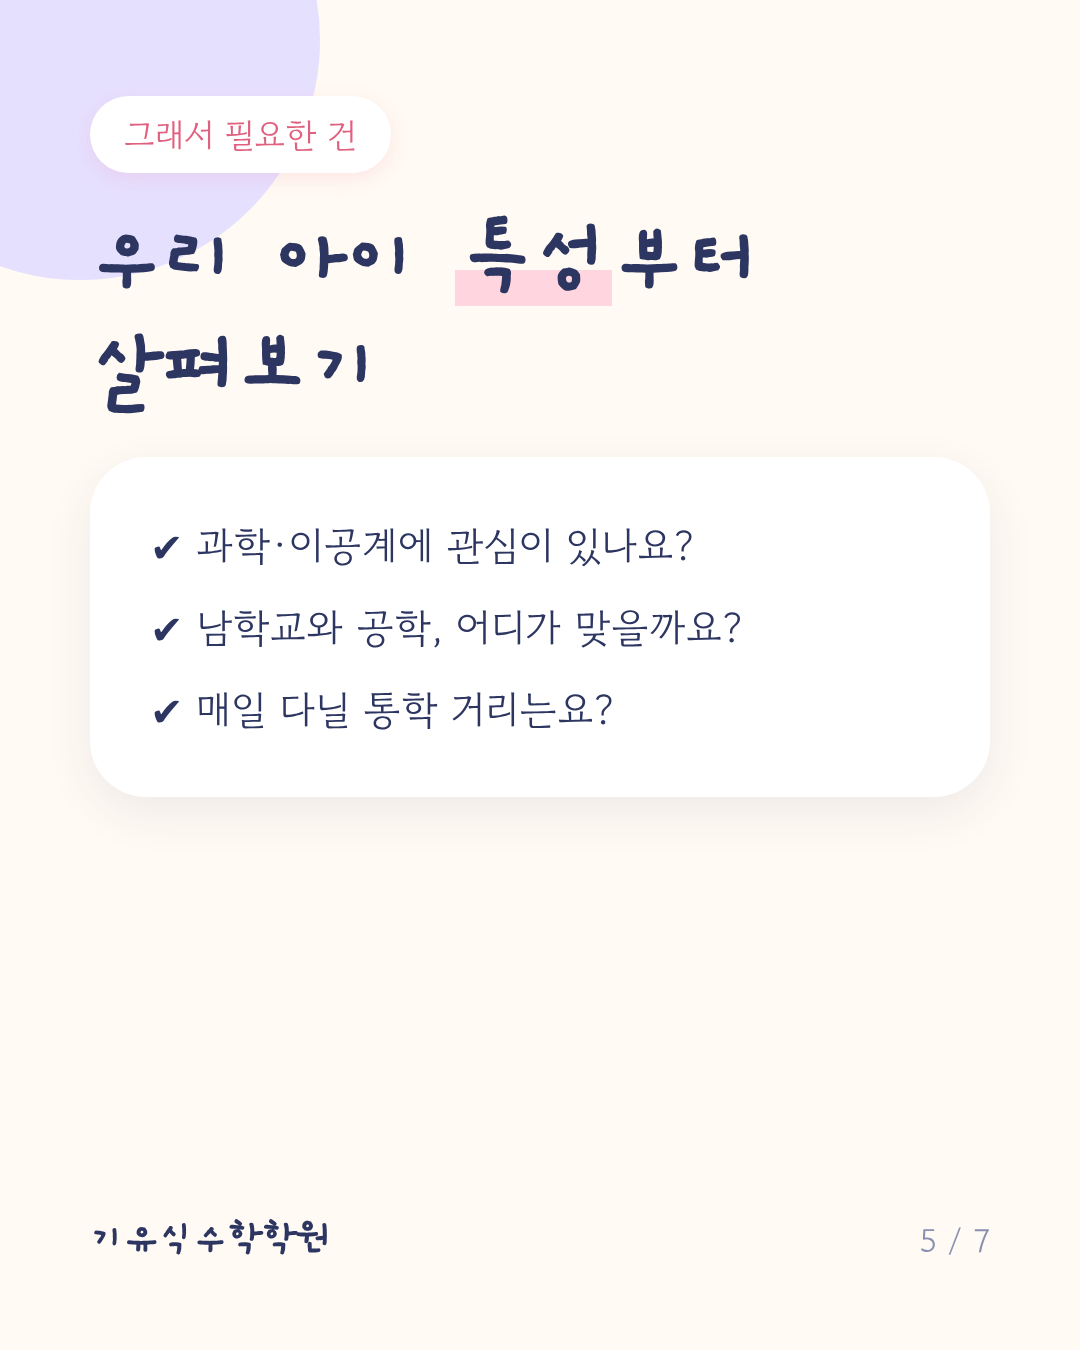 그래서 필요한 건
우리 아이 특성부터
살펴보기
✔ 과학·이공계에 관심이 있나요?
✔ 남학교와 공학, 어디가 맞을까요?
✔ 매일 다닐 통학 거리는요?
기유식수학학원
5 / 7